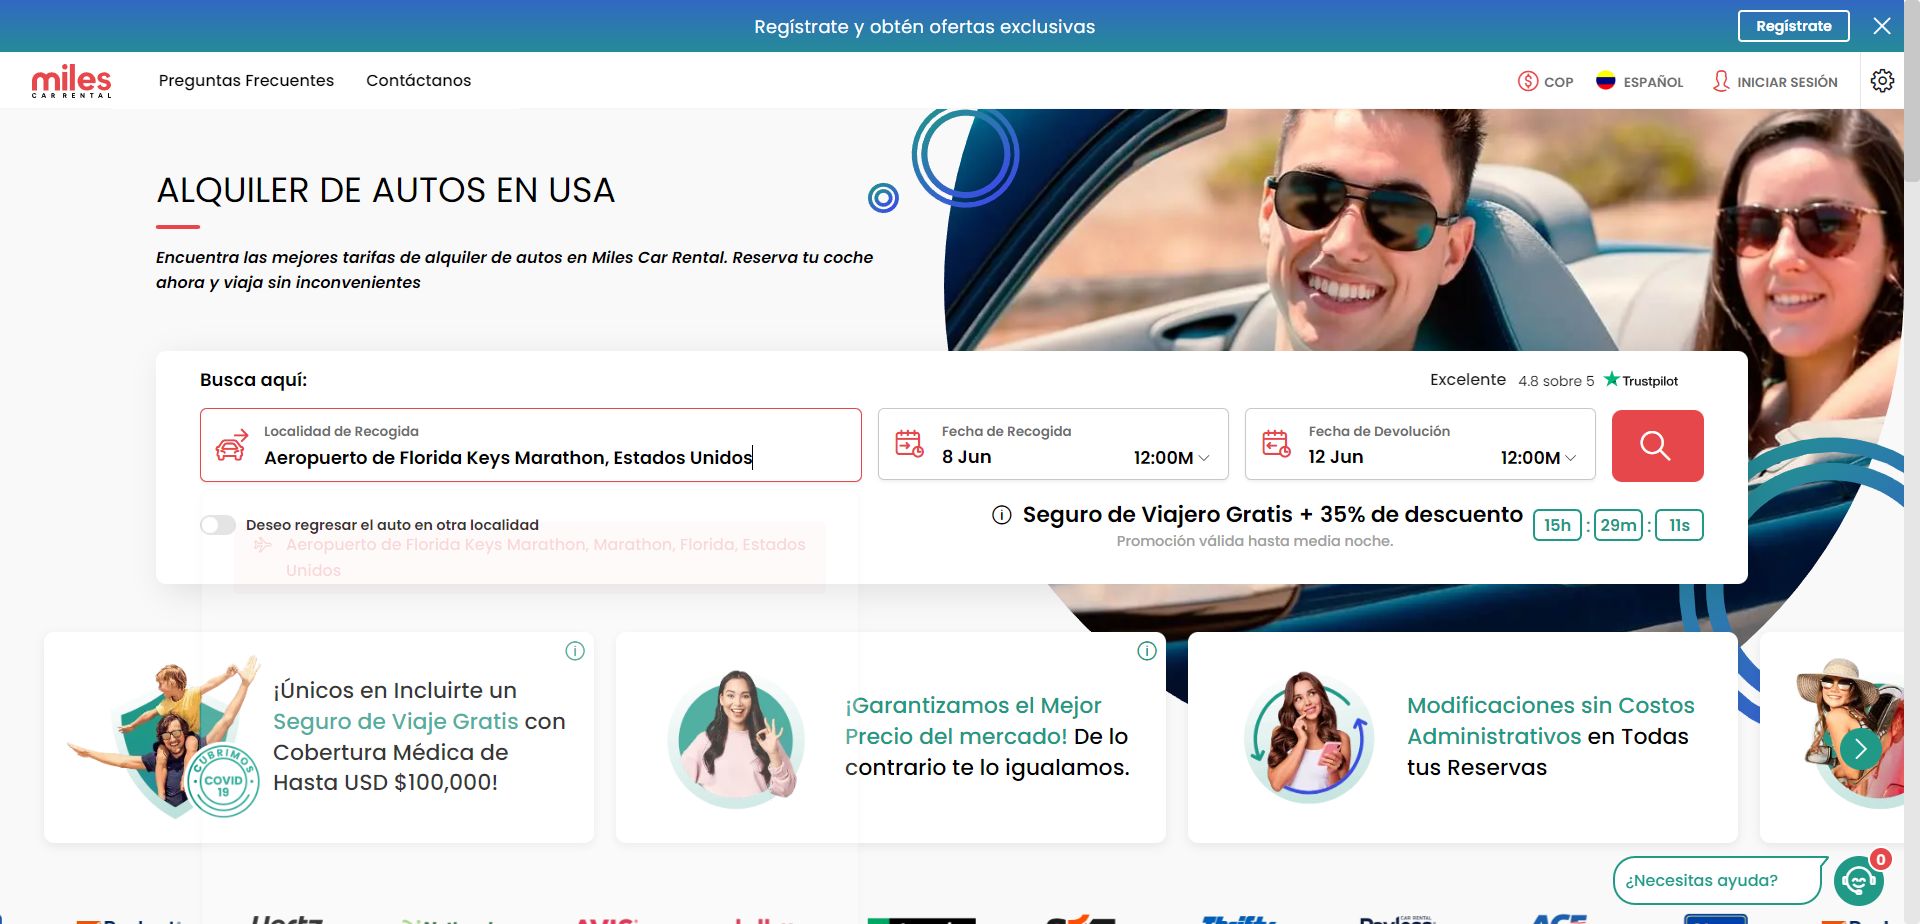 Regístrate y obtén ofertas exclusivas
Regístrate
miles
CAR RENTAL
Preguntas Frecuentes
Contáctanos
COP
ESPAÑOL
INICIAR SESIÓN
ALQUILER DE AUTOS EN USA
Encuentra las mejores tarifas de alquiler de autos en Miles Car Rental. Reserva tu coche
ahora y viaja sin inconvenientes
Busca aquí:
Excelente 4.8 sobre 5 Trustpilot
Localidad de Recogida
Aeropuerto de Florida Keys Marathon, Estados Unidos
Fecha de Recogida
8 Jun 12:00M
Fecha de Devolución
12 Jun 12:00M
Deseo regresar el auto en otra localidad
Aeropuerto de Florida Keys Marathon, Marathon, Florida, Estados
Unidos
Seguro de Viajero Gratis + 35% de descuento
15h : 29m : 11s
Promoción válida hasta media noche.
¡Únicos en Incluirte un
Seguro de Viaje Gratis con
Cobertura Médica de
Hasta USD $100,000!
CUBRIMOS
COVID
19
¡Garantizamos el Mejor
Precio del mercado! De lo
contrario te lo igualamos.
Modificaciones sin Costos
Administrativos en Todas
tus Reservas
¿Necesitas ayuda?
0
Hertz
AVIS
Thrifty
CAR RENTAL
ACE